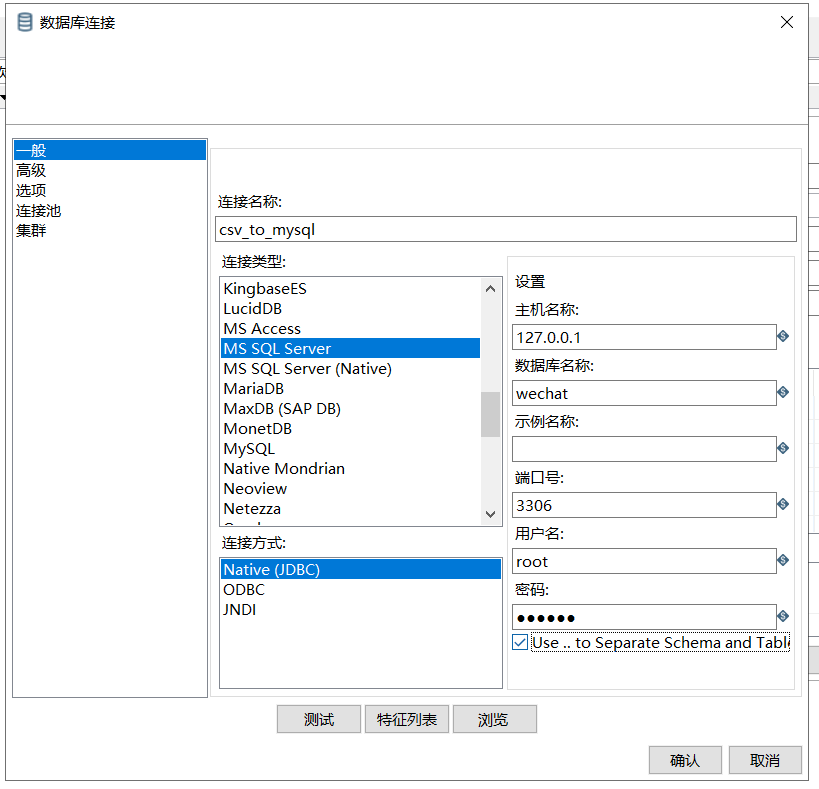 数据库连接
一般
高级
选项
连接池
集群
连接名称:
csv_to_mysql
连接类型:
KingbaseES
LucidDB
MS Access
MS SQL Server
MS SQL Server (Native)
MariaDB
MaxDB (SAP DB)
MonetDB
MySQL
Native Mondrian
Neoview
Netezza
连接方式:
Native (JDBC)
ODBC
JNDI
设置
主机名称:
127.0.0.1
数据库名称:
wechat
示例名称:
端口号:
3306
用户名:
root
密码:
●●●●●●
Use .. to Separate Schema and Table
测试
特征列表
浏览
确认
取消